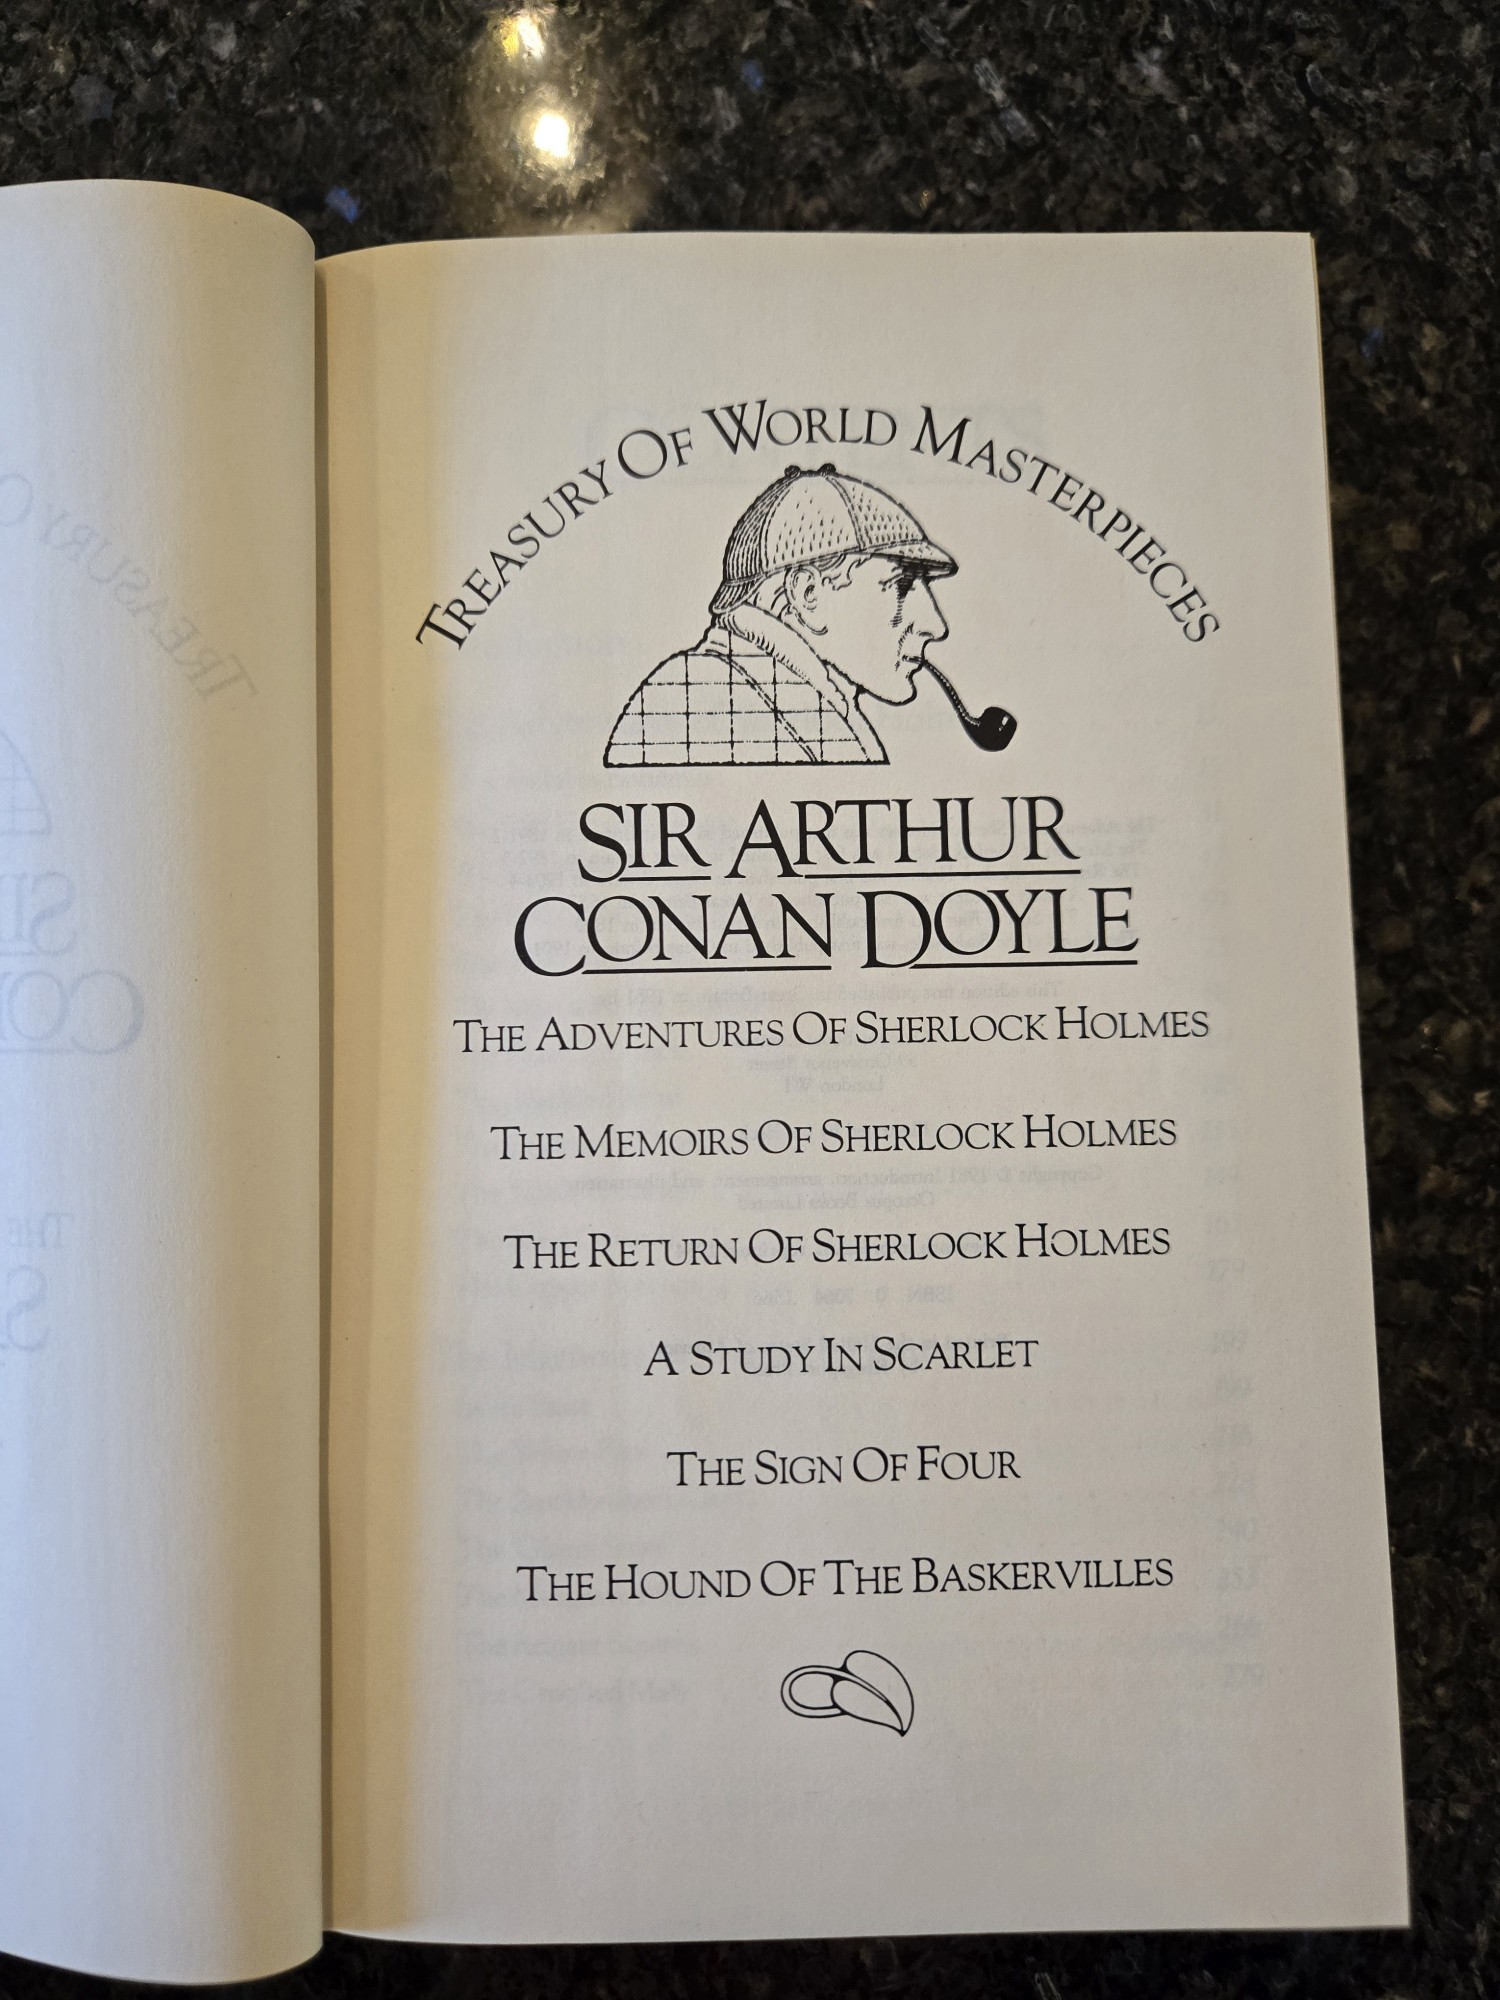 TREASURY OF WORLD MASTERPIECES
SIR ARTHUR
CONAN DOYLE
THE ADVENTURES OF SHERLOCK HOLMES
THE MEMOIRS OF SHERLOCK HOLMES
THE RETURN OF SHERLOCK HOLMES
A STUDY IN SCARLET
THE SIGN OF FOUR
THE HOUND OF THE BASKERVILLES